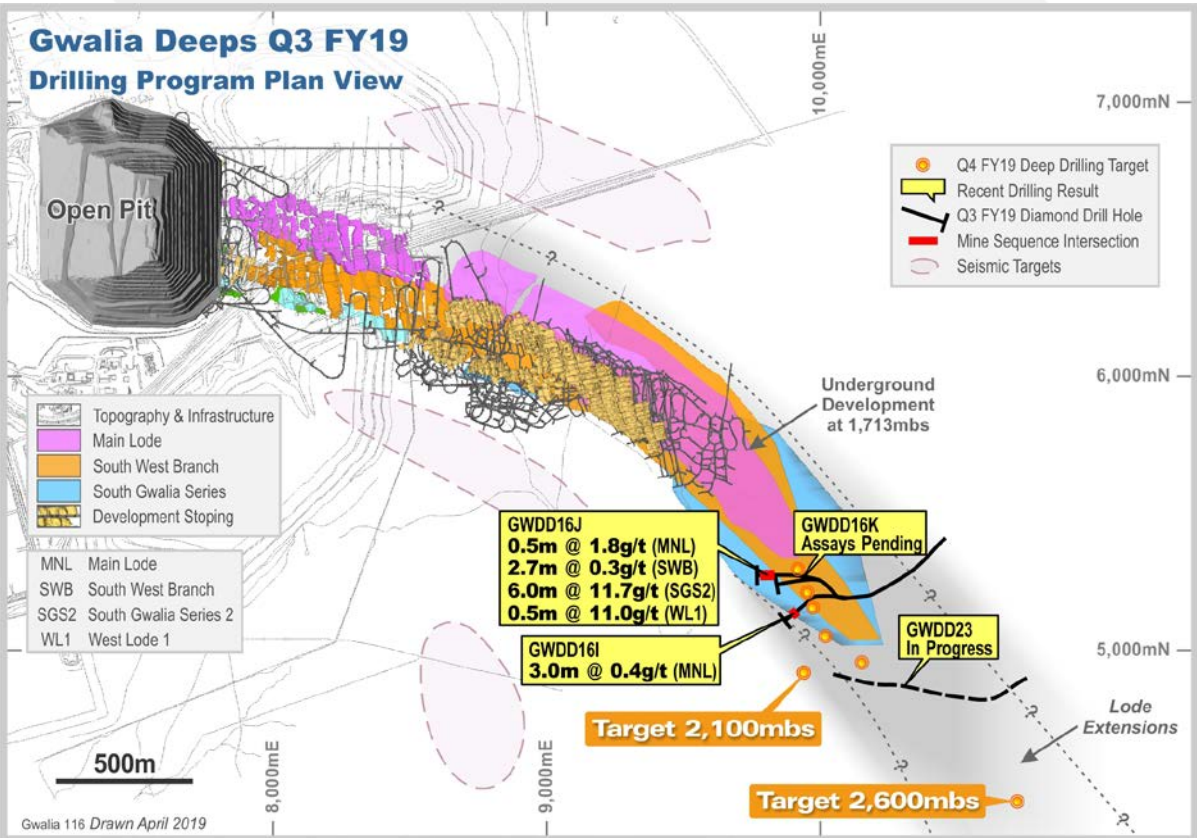 Gwalia Deeps Q3 FY19
Drilling Program Plan View
10,000mE
7,000mN
Open Pit
Q4 FY19 Deep Drilling Target
Recent Drilling Result
Q3 FY19 Diamond Drill Hole
Mine Sequence Intersection
Seismic Targets
?
?
6,000mN
Underground
Development
at 1,713mbs
Topography & Infrastructure
Main Lode
South West Branch
South Gwalia Series
Development Stoping
MNL Main Lode
SWB South West Branch
SGS2 South Gwalia Series 2
WL1 West Lode 1
GWDD16J
0.5m @ 1.8g/t (MNL)
2.7m @ 0.3g/t (SWB)
6.0m @ 11.7g/t (SGS2)
0.5m @ 11.0g/t (WL1)
GWDD16K
Assays Pending
GWDD16I
3.0m @ 0.4g/t (MNL)
?
?
GWDD23
In Progress
5,000mN
Target 2,100mbs
Lode
Extensions
500m
8,000mE
9,000mE
?
Target 2,600mbs
?
Gwalia 116 Drawn April 2019